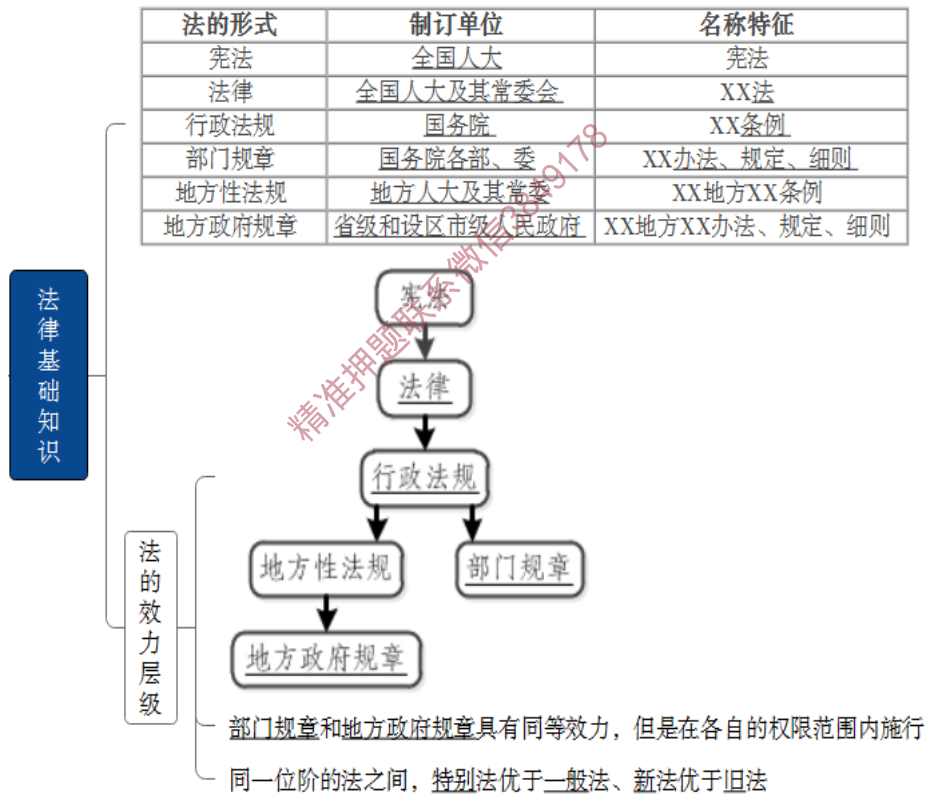 法的形式 制订单位 名称特征
宪法 全国人大 宪法
法律 全国人大及其常委会 XX法
行政法规 国务院 XX条例
部门规章 国务院各部、委 XX办法、规定、细则
地方性法规 地方人大及其常委 XX地方XX条例
地方政府规章 省级和设区市级人民政府 XX地方XX办法、规定、细则
法律基础知识
宪法
法律
行政法规
地方性法规 部门规章
地方政府规章
法的效力层级
部门规章和地方政府规章具有同等效力，但是在各自的权限范围内施行
同一位阶的法之间，特别法优于一般法、新法优于旧法
精准押题联系微信3849178